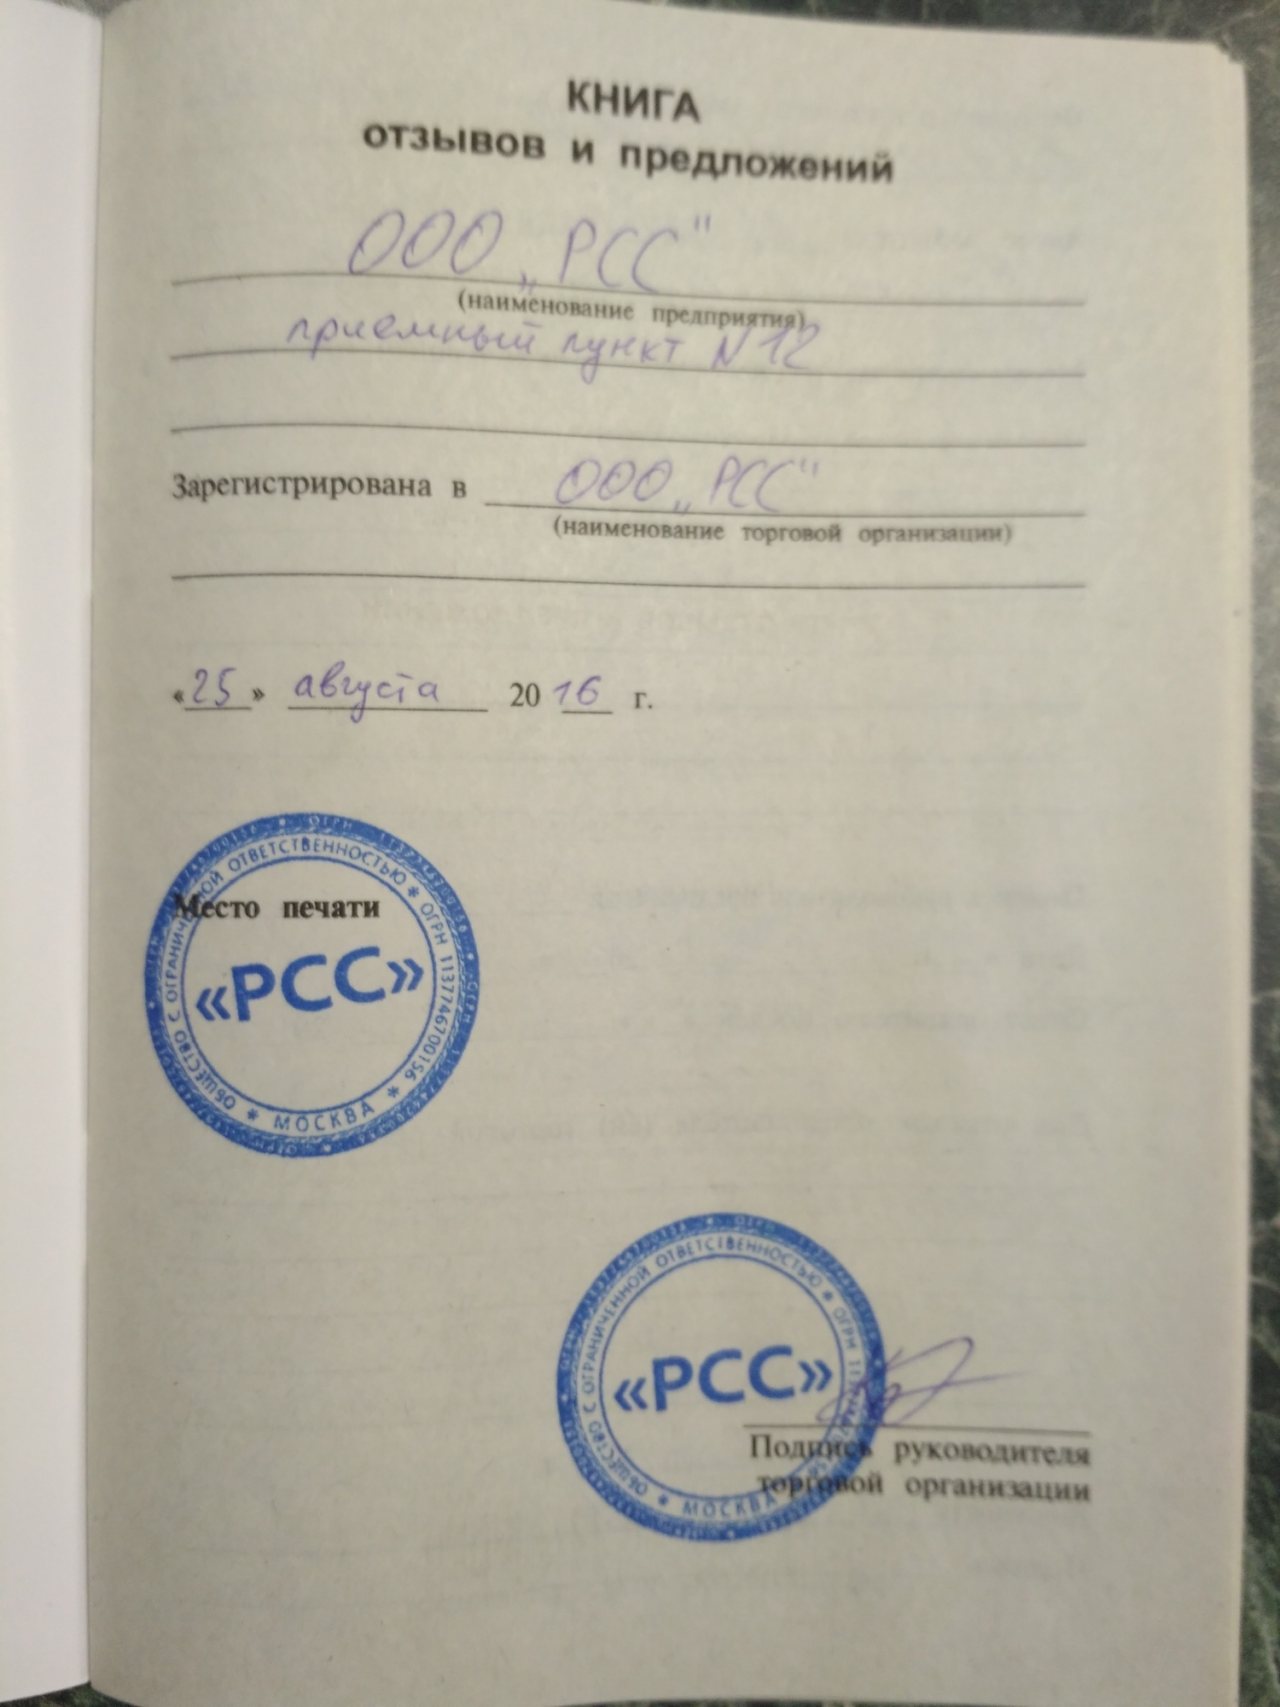 КНИГА
отзывов и предложений
ООО „РСС"
(наименование предприятия)
приемный пункт N12
Зарегистрирована в ООО „РСС"
(наименование торговой организации)
«25» августа 2016 г.
Место печати
ОБЩЕСТВО С ОГРАНИЧЕННОЙ ОТВЕТСТВЕННОСТЬЮ * ОГРН 1137746700156 * МОСКВА *
«РСС»
ОБЩЕСТВО С ОГРАНИЧЕННОЙ ОТВЕТСТВЕННОСТЬЮ * ОГРН
* МОСКВА
«РСС»
Подпись руководителя
торговой организации